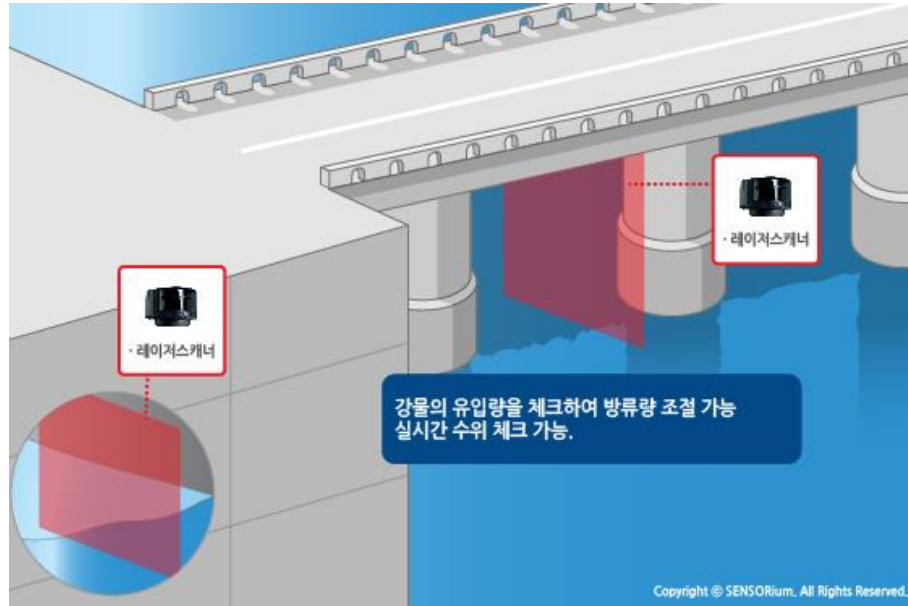 · 레이저스캐너
· 레이저스캐너
강물의 유입량을 체크하여 방류량 조절 가능
실시간 수위 체크 가능.
Copyright © SENSORium. All Rights Reserved.